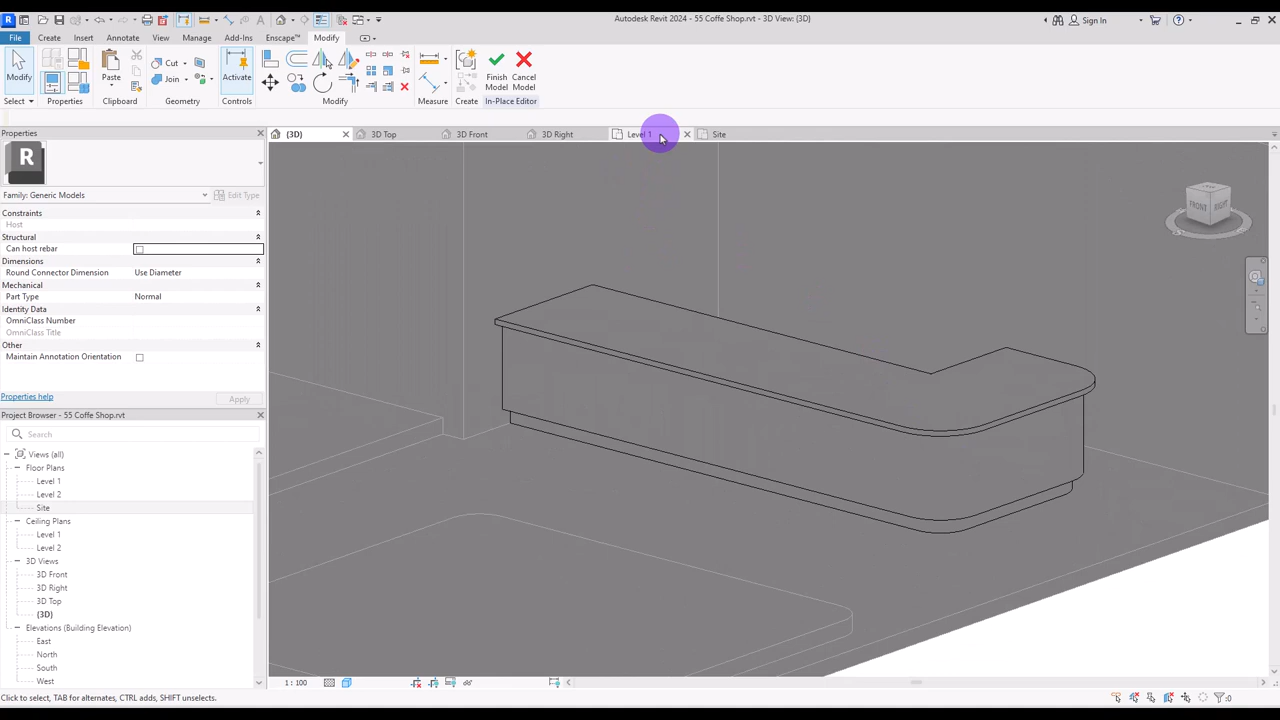 Autodesk Revit 2024 - 55 Coffe Shop.rvt - 3D View: {3D}
Sign In
File Create Insert Annotate View Manage Add-Ins Enscape™ Modify
Modify
Paste
Cut
Join
Activate
Create
Finish Model
Cancel Model
Select Properties Clipboard Geometry Controls Modify Measure Create In-Place Editor
Properties
{3D} 3D Top 3D Front 3D Right Level 1 Site
Family: Generic Models Edit Type
Constraints
Host
Structural
Can host rebar
Dimensions
Round Connector Dimension Use Diameter
Mechanical
Part Type Normal
Identity Data
OmniClass Number
OmniClass Title
Other
Maintain Annotation Orientation
Properties help Apply
Project Browser - 55 Coffe Shop.rvt
Search
Views (all)
Floor Plans
Level 1
Level 2
Site
Ceiling Plans
Level 1
Level 2
3D Views
3D Front
3D Right
3D Top
{3D}
Elevations (Building Elevation)
East
North
South
West
FRONT RIGHT
1 : 100
Click to select, TAB for alternates, CTRL adds, SHIFT unselects.
:0